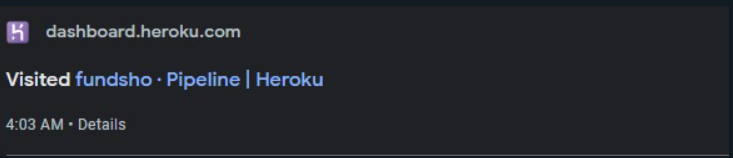 dashboard.heroku.com
Visited fundsho · Pipeline | Heroku
4:03 AM • Details